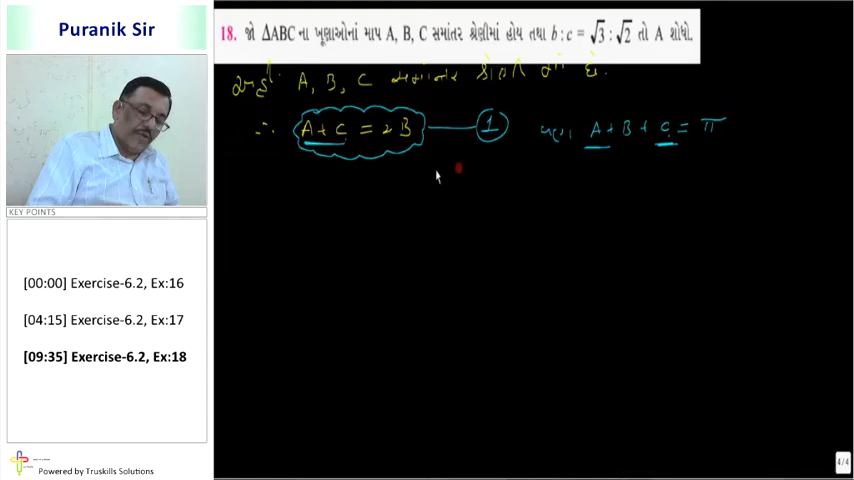 Puranik Sir
18. જો ΔABC ના ખૂણાઓનાં માપ A, B, C સમાંતર શ્રેણીમાં હોય તથા b : c = √3 : √2 તો A શોધો.
અહીં A, B, C સમાંતર શ્રેણી માં છે.
∴ A + C = 2B ——— 1 પણ A + B + C = π
KEY POINTS
[00:00] Exercise-6.2, Ex:16
[04:15] Exercise-6.2, Ex:17
[09:35] Exercise-6.2, Ex:18
Powered by Truskills Solutions
4/4